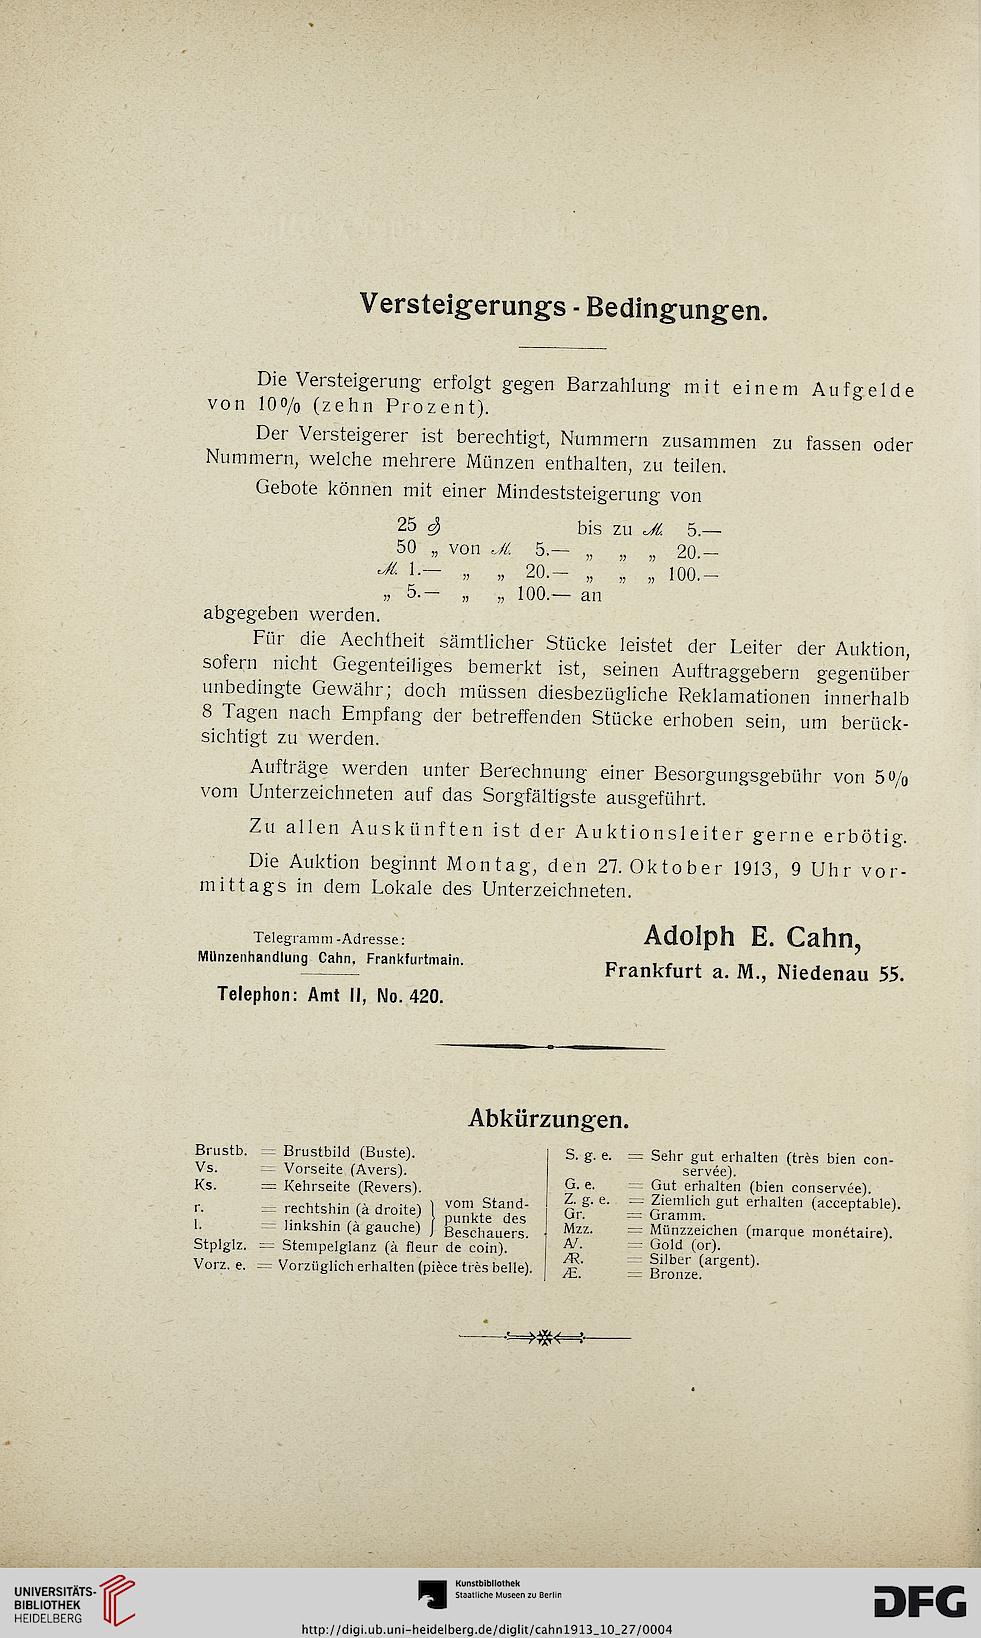 Versteigerungs-Bedingungen.
Die Versteigerung erfolgt gegen Barzahlung mit einem Aufgelde
von 10% (zehn Prozent).
Der Versteigerer ist berechtigt, Nummern zusammen zu fassen oder
Nummern, welche mehrere Münzen enthalten, zu teilen.
Gebote können mit einer Mindeststeigerung von
25 ₰ bis zu ℳ 5.—
50 „ von ℳ 5.— „ „ „ 20.—
ℳ 1.— „ „ 20.— „ „ „ 100.—
„ 5.— „ „ 100.— an
abgegeben werden.
Für die Aechtheit sämtlicher Stücke leistet der Leiter der Auktion,
sofern nicht Gegenteiliges bemerkt ist, seinen Auftraggebern gegenüber
unbedingte Gewähr; doch müssen diesbezügliche Reklamationen innerhalb
8 Tagen nach Empfang der betreffenden Stücke erhoben sein, um berück-
sichtigt zu werden.
Aufträge werden unter Berechnung einer Besorgungsgebühr von 5%
vom Unterzeichneten auf das Sorgfältigste ausgeführt.
Zu allen Auskünften ist der Auktionsleiter gerne erbötig.
Die Auktion beginnt Montag, den 27. Oktober 1913, 9 Uhr vor-
mittags in dem Lokale des Unterzeichneten.
Telegramm-Adresse:
Münzenhandlung Cahn, Frankfurtmain.
Telephon: Amt II, No. 420.
Adolph E. Cahn,
Frankfurt a. M., Niedenau 55.
Abkürzungen.
Brustb. = Brustbild (Buste).
Vs. = Vorseite (Avers).
Ks. = Kehrseite (Revers).
r. = rechtshin (à droite)
l. = linkshin (à gauche)
vom Stand-
punkte des
Beschauers.
Stplglz. = Stempelglanz (à fleur de coin).
Vorz. e. = Vorzüglich erhalten (pièce très belle).
S. g. e. = Sehr gut erhalten (très bien con-
servée).
G. e. = Gut erhalten (bien conservée).
Z. g. e. = Ziemlich gut erhalten (acceptable).
Gr. = Gramm.
Mzz. = Münzzeichen (marque monétaire).
A/. = Gold (or).
ÆR. = Silber (argent).
Æ. = Bronze.
UNIVERSITÄTS-
BIBLIOTHEK
HEIDELBERG
Kunstbibliothek
Staatliche Museen zu Berlin
DFG
http://digi.ub.uni-heidelberg.de/diglit/cahn1913_10_27/0004